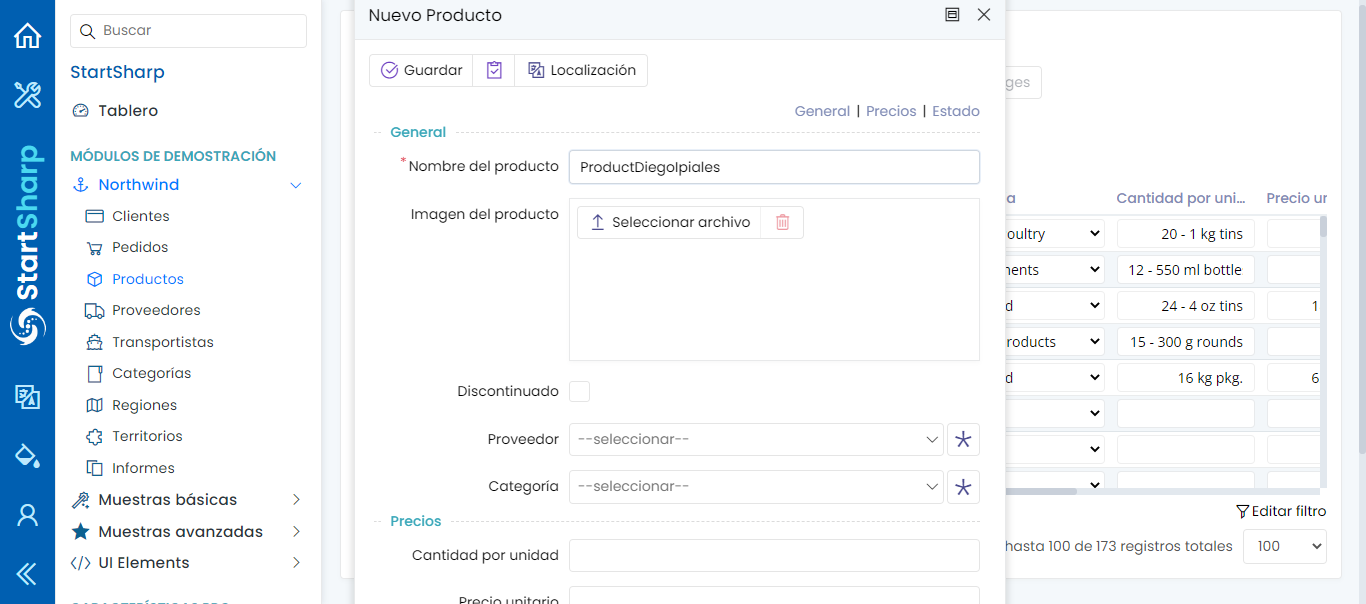 StartSharp
Buscar
StartSharp
Tablero
MÓDULOS DE DEMOSTRACIÓN
Northwind
Clientes
Pedidos
Productos
Proveedores
Transportistas
Categorías
Regiones
Territorios
Informes
Muestras básicas
Muestras avanzadas
UI Elements
Nuevo Producto
Guardar
Localización
General | Precios | Estado
General
*Nombre del producto
ProductDiegoIpiales
Imagen del producto
Seleccionar archivo
Discontinuado
Proveedor
--seleccionar--
Categoría
--seleccionar--
Precios
Cantidad por unidad
Precio unitario
ges
a Cantidad por uni... Precio ur
oultry 20 - 1 kg tins
nents 12 - 550 ml bottle
d 24 - 4 oz tins 1
roducts 15 - 300 g rounds
d 16 kg pkg. 6
Editar filtro
hasta 100 de 173 registros totales
100